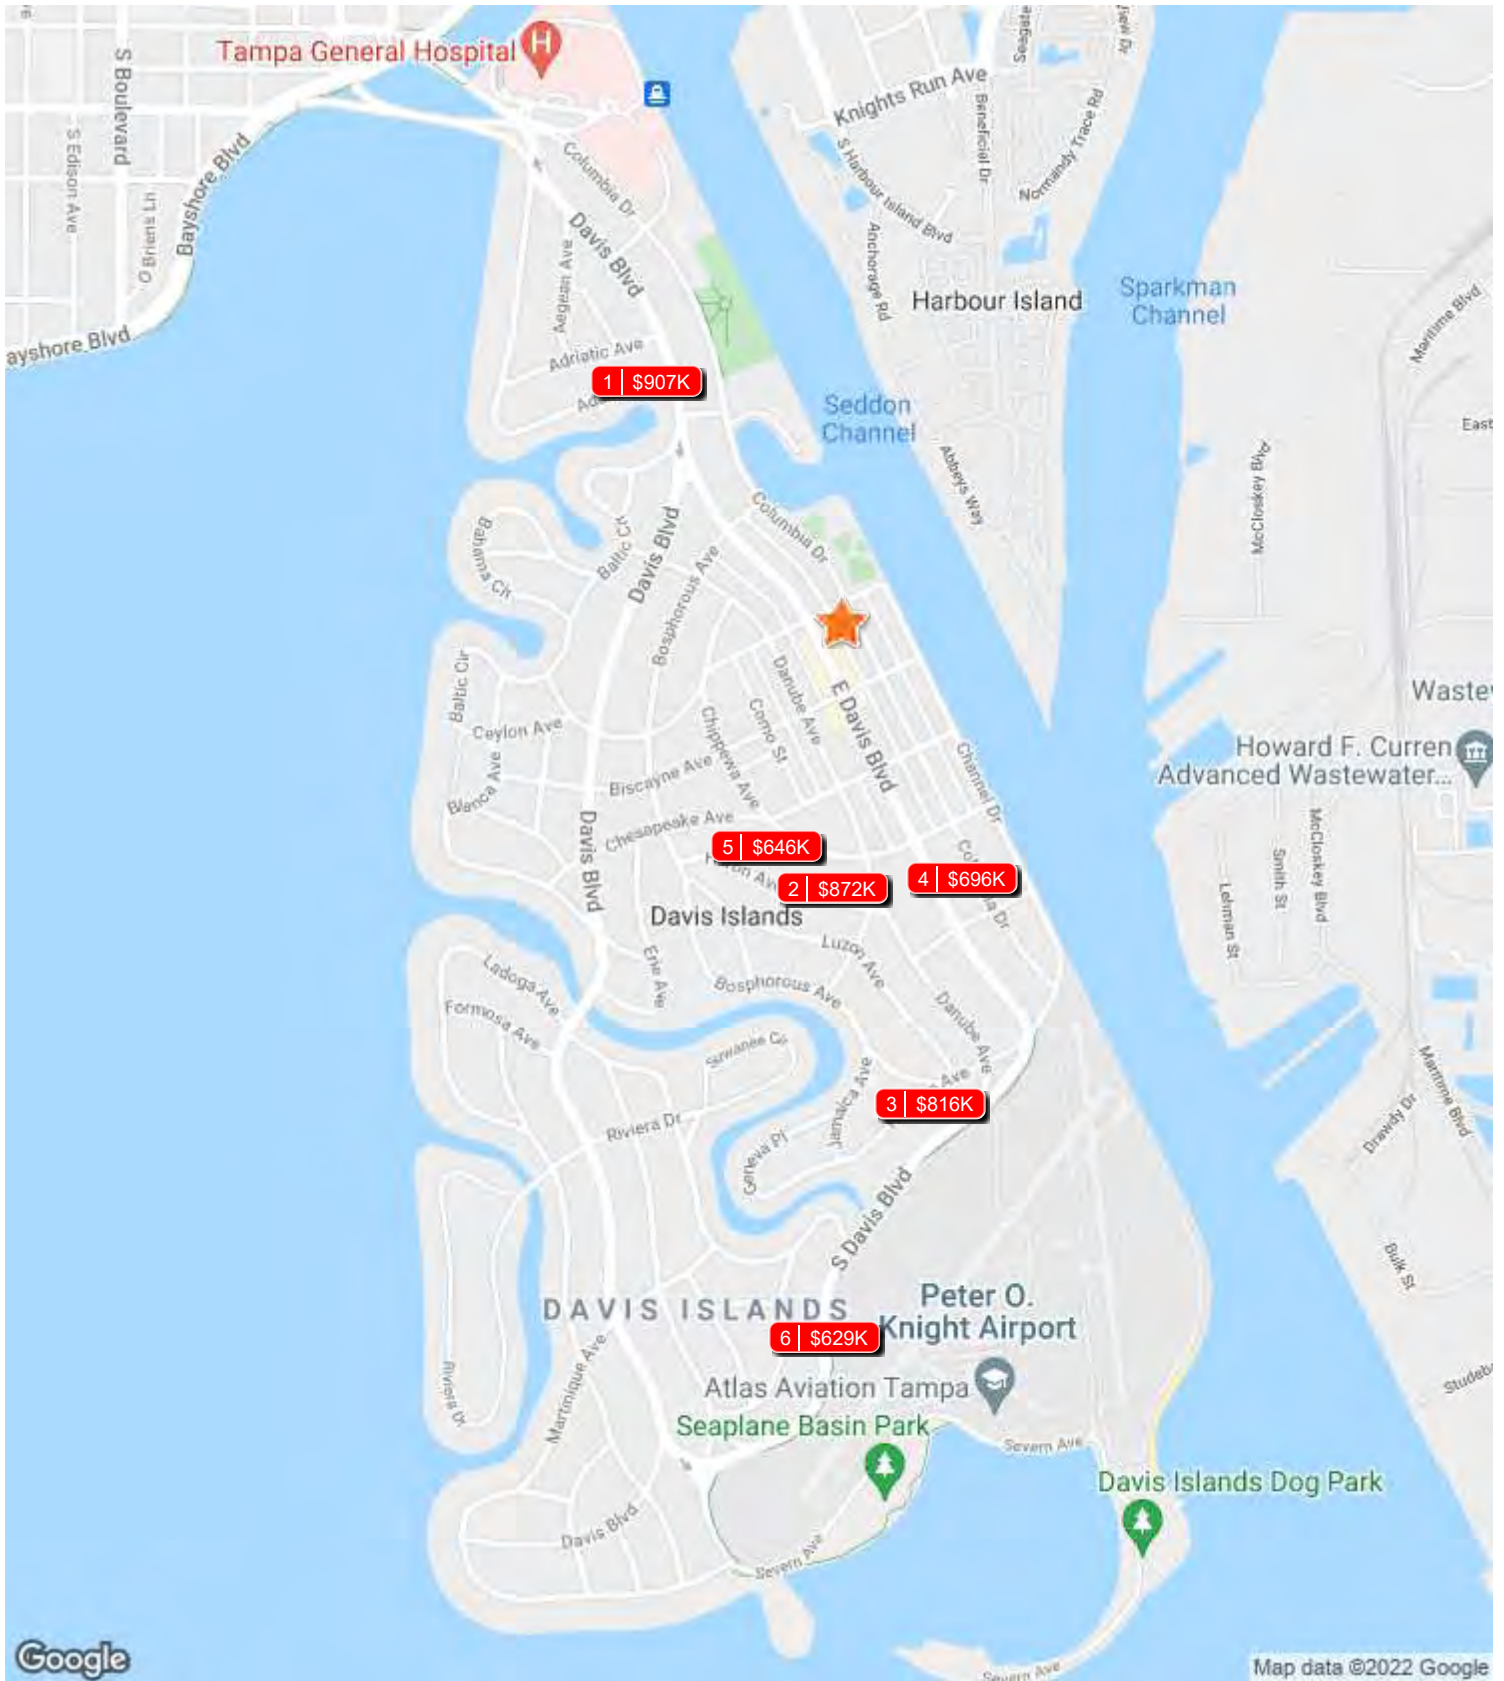 Tampa General Hospital
H
S Boulevard
S Edison Ave
O Briens Ln
Bayshore Blvd
ayshore Blvd
Columbia Dr
Davis Blvd
Aegean Ave
Adriatic Ave
1 $907K
Knights Run Ave
Beneficial Dr
Normandy Trace Rd
S Harbour Island Blvd
Anchorage Rd
Harbour Island
Sparkman
Channel
Maritime Blvd
Seddon
Channel
East
Abbeys Way
McCloskey Blvd
Bahama Cir
Baltic Cir
Davis Blvd
Bosphorous Ave
Columbia Dr
Baltic Cir
Ceylon Ave
Blanca Ave
Danube Ave
Como St
Chippewa Ave
E Davis Blvd
Biscayne Ave
Chesapeake Ave
Channel Dr
Howard F. Curren
Advanced Wastewater...
McCloskey Blvd
Smith St
Lehman St
Davis Blvd
5 $646K
2 $872K
4 $696K
Davis Islands
Luzon Ave
Erie Ave
Bosphorous Ave
Danube Ave
Ladoga Ave
Formosa Ave
Suwanee Cir
Jamaica Ave
Ave
3 $816K
Riviera Dr
Geneva Pl
Maritime Blvd
Drawdy Dr
S Davis Blvd
Bulk St
DAVIS ISLANDS
Peter O.
Knight Airport
6 $629K
Martinique Ave
Riviera Dr
Atlas Aviation Tampa
Seaplane Basin Park
Severn Ave
Davis Islands Dog Park
Davis Blvd
Severn Ave
Severn Ave
Google
Map data ©2022 Google